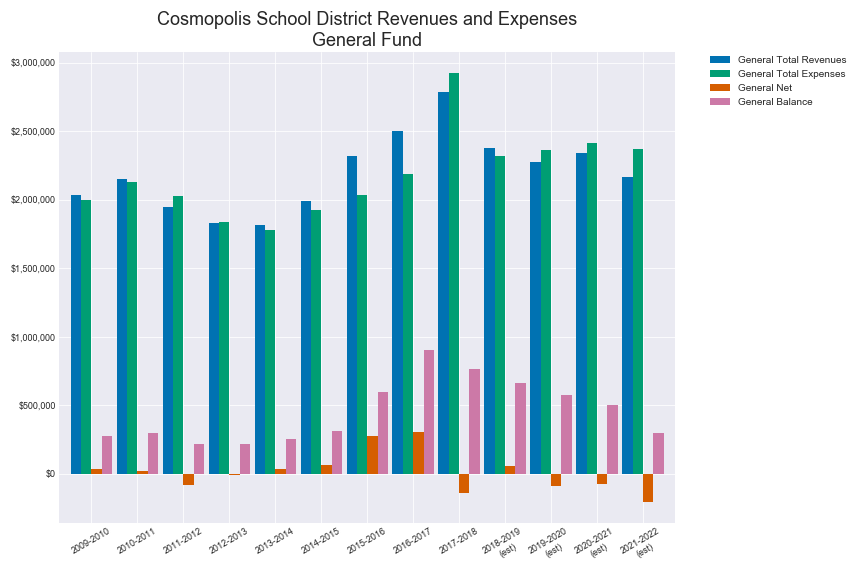 Cosmopolis School District Revenues and Expenses
General Fund
General Total Revenues
General Total Expenses
General Net
General Balance
$3,000,000
$2,500,000
$2,000,000
$1,500,000
$1,000,000
$500,000
$0
2009-2010
2010-2011
2011-2012
2012-2013
2013-2014
2014-2015
2015-2016
2016-2017
2017-2018
2018-2019
(est)
2019-2020
(est)
2020-2021
(est)
2021-2022
(est)